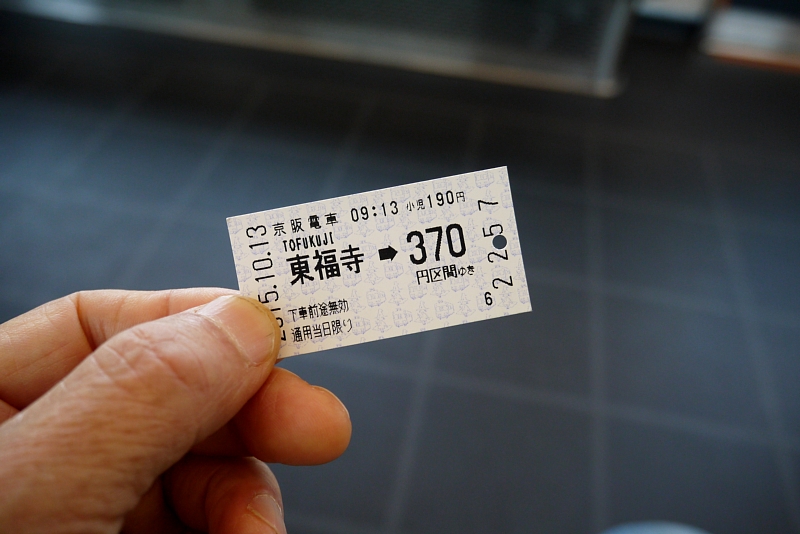 京阪電車 09:13 小児190円
TOFUKUJI
東福寺➡370
円区間ゆき
下車前途無効
通用当日限り
2015.10.13
6
2257